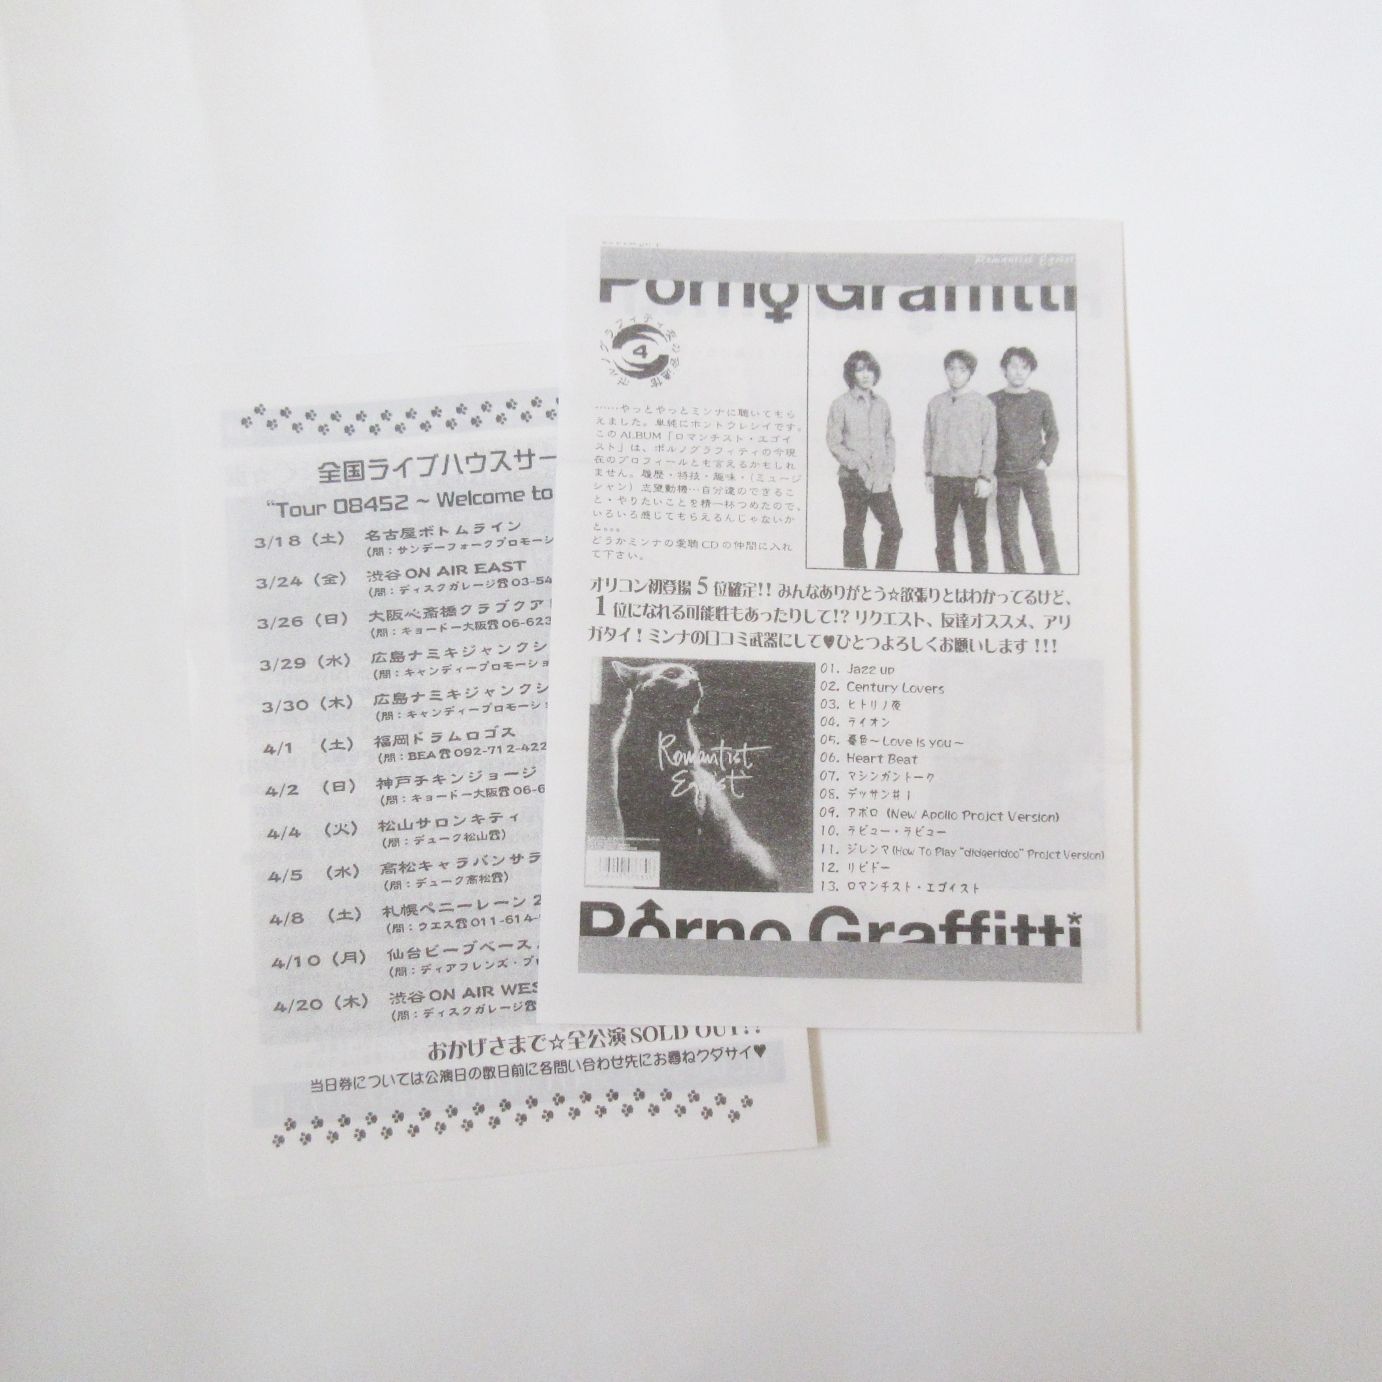 全国ライブハウスサー
"Tour 08452 ~ Welcome to
3/18（土） 名古屋ボトムライン
（問：サンデーフォークプロモーシ
3/24（金） 渋谷ON AIR EAST
（問：ディスクガレージ☎03-54
3/26（日） 大阪心斎橋クラブクア
（問：キョードー大阪☎06-623
3/29（水） 広島ナミキジャンクシ
（問：キャンディープロモーショ
3/30（木） 広島ナミキジャンクシ
（問：キャンディープロモーショ
4/1 （土） 福岡ドラムロゴス
（問：BEA☎092-712-422
4/2 （日） 神戸チキンジョージ
（問：キョードー大阪☎06-6
4/4 （火） 松山サロンキティ
（問：デューク松山☎）
4/5 （水） 高松キャラバンサラ
（問：デューク高松☎）
4/8 （土） 札幌ペニーレーン2
（問：ウエス☎011-614-
4/10（月） 仙台ビーブベース
（問：ディアフレンズ・プ
4/20（木） 渋谷ON AIR WES
（問：ディスクガレージ☎
おかげさまで☆全公演SOLD OUT!!
当日券については公演日の数日前に各問い合わせ先にお尋ねクダサイ♥
Romantist Egoist
Porno Graffitti
4
……やっとやっとミンナに聴いてもら
えました。単純にホントウレシイです。
このALBUM「ロマンチスト・エゴイ
スト」は、ポルノグラフィティの今現
在のプロフィールとも言えるかもしれ
ません。履歴・特技・趣味・（ミュージ
シャン）志望動機…自分達のできるこ
と・やりたいことを精一杯つめたので、
いろいろ感じてもらえるんじゃないか
と。。。
どうかミンナの愛聴CDの仲間に入れ
て下さい。
オリコン初登場5位確定!! みんなありがとう☆欲張りとはわかってるけど、
1位になれる可能性もあったりして!? リクエスト、友達オススメ、アリ
ガタイ！ミンナの口コミ武器にして♥ひとつよろしくお願いします!!!
Romantist
Egoist
01. Jazz up
02. Century Lovers
03. ヒトリノ夜
04. ライオン
05. 憂色～Love is you～
06. Heart Beat
07. マシンガントーク
08. デッサン#1
09. アポロ (New Apollo Projct Version)
10. ラビュー・ラビュー
11. ジレンマ(How To Play "didgeridoo" Projct Version)
12. リビドー
13. ロマンチスト・エゴイスト
Porno Graffitti